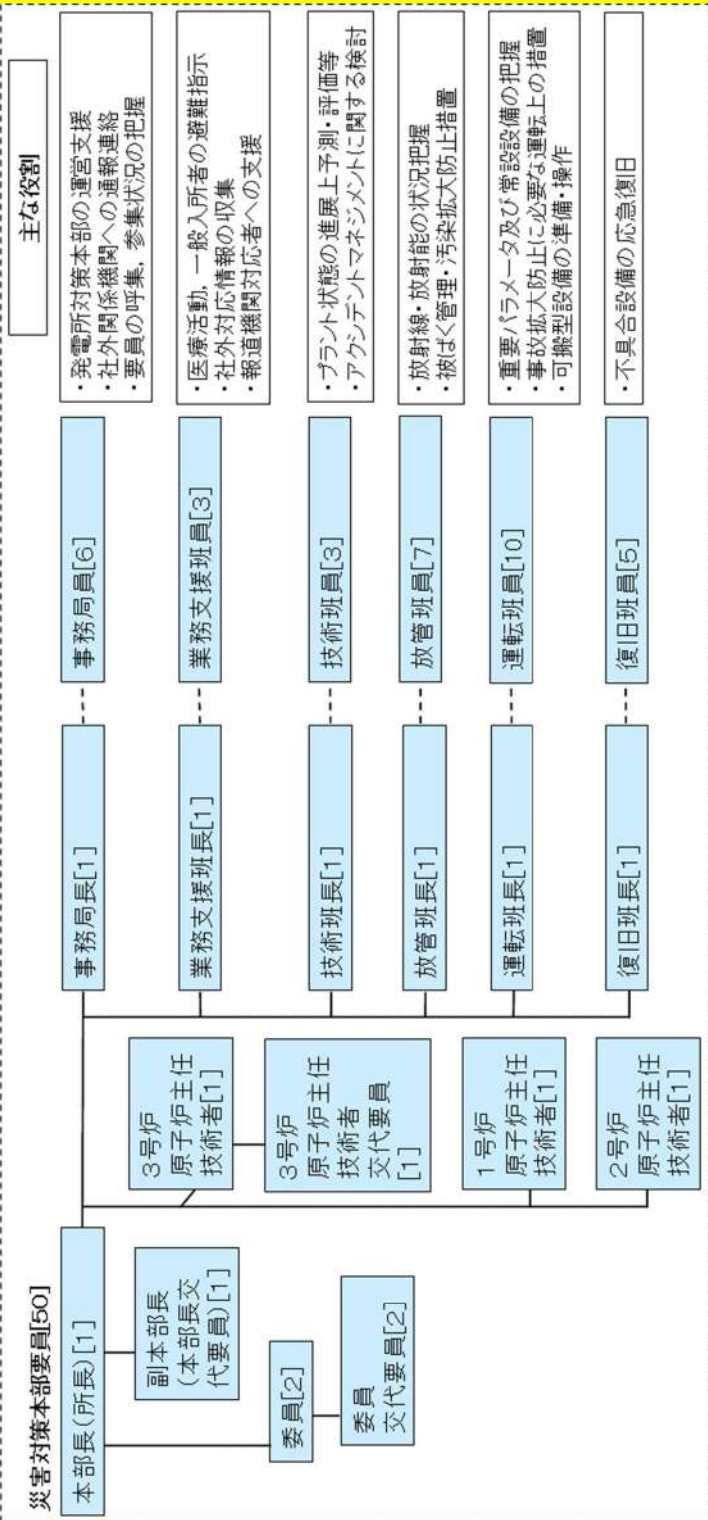 災害対策本部要員[50]
本部長(所長)[1]
副本部長
(本部長交
代要員)[1]
委員[2]
委員
交代要員[2]
3号炉
原子炉主任
技術者[1]
3号炉
原子炉主任
技術者
交代要員
[1]
1号炉
原子炉主任
技術者[1]
2号炉
原子炉主任
技術者[1]
主な役割
事務局長[1]
事務局員[6]
・発電所対策本部の運営支援
・社外関係機関への通報連絡
・要員の呼集，参集状況の把握
業務支援班長[1]
業務支援班員[3]
・医療活動，一般入所者の避難指示
・社外対応情報の収集
・報道機関対応者への支援
技術班長[1]
技術班員[3]
・プラント状態の進展上予測・評価等
・アクシデントマネジメントに関する検討
放管班長[1]
放管班員[7]
・放射線・放射能の状況把握
・被ばく管理・汚染拡大防止措置
運転班長[1]
運転班員[10]
・重要パラメータ及び常設設備の把握
・事故拡大防止に必要な運転上の措置
・可搬型設備の準備・操作
復旧班長[1]
復旧班員[5]
・不具合設備の応急復旧